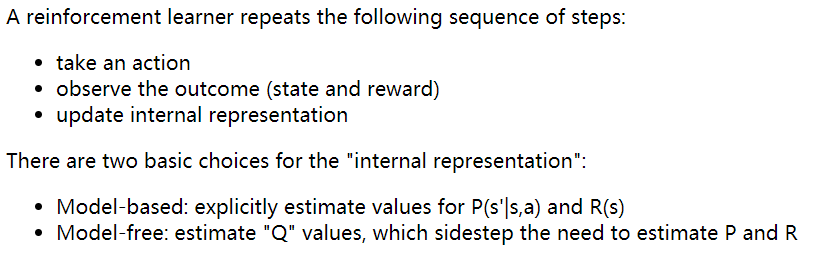 A reinforcement learner repeats the following sequence of steps:
• take an action
• observe the outcome (state and reward)
• update internal representation
There are two basic choices for the "internal representation":
• Model-based: explicitly estimate values for P(s'|s,a) and R(s)
• Model-free: estimate "Q" values, which sidestep the need to estimate P and R